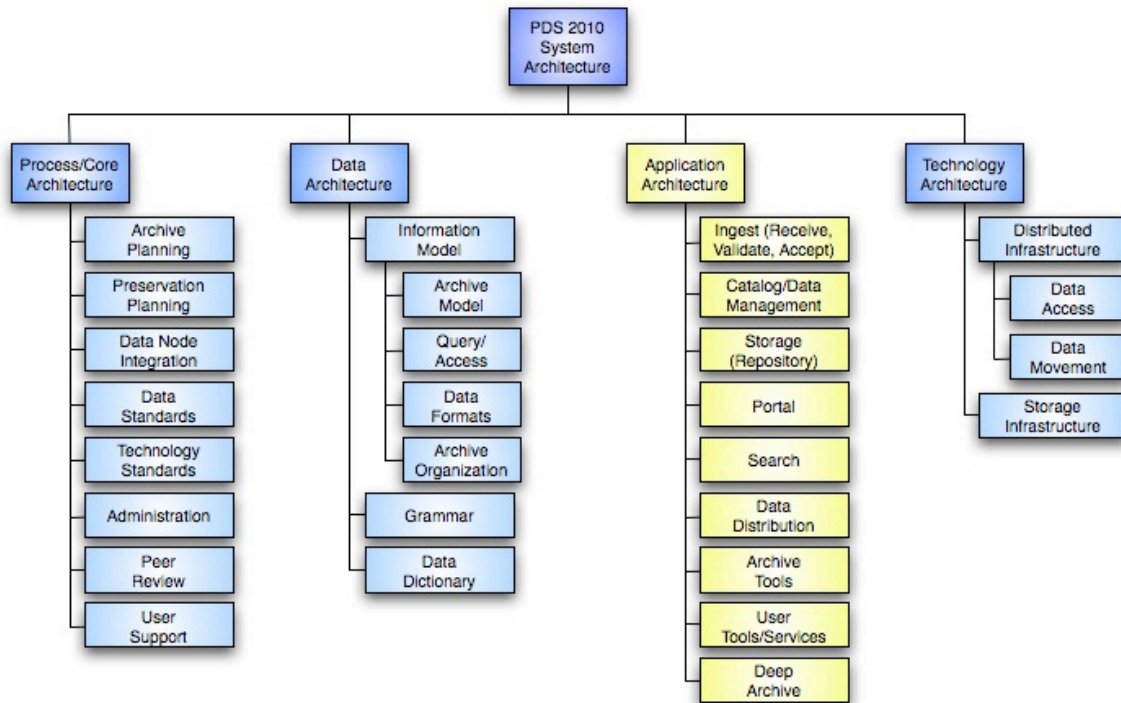 PDS 2010
System
Architecture
Process/Core
Architecture
Archive
Planning
Preservation
Planning
Data Node
Integration
Data
Standards
Technology
Standards
Administration
Peer
Review
User
Support
Data
Architecture
Information
Model
Archive
Model
Query/
Access
Data
Formats
Archive
Organization
Grammar
Data
Dictionary
Application
Architecture
Ingest (Receive,
Validate, Accept)
Catalog/Data
Management
Storage
(Repository)
Portal
Search
Data
Distribution
Archive
Tools
User
Tools/Services
Deep
Archive
Technology
Architecture
Distributed
Infrastructure
Data
Access
Data
Movement
Storage
Infrastructure